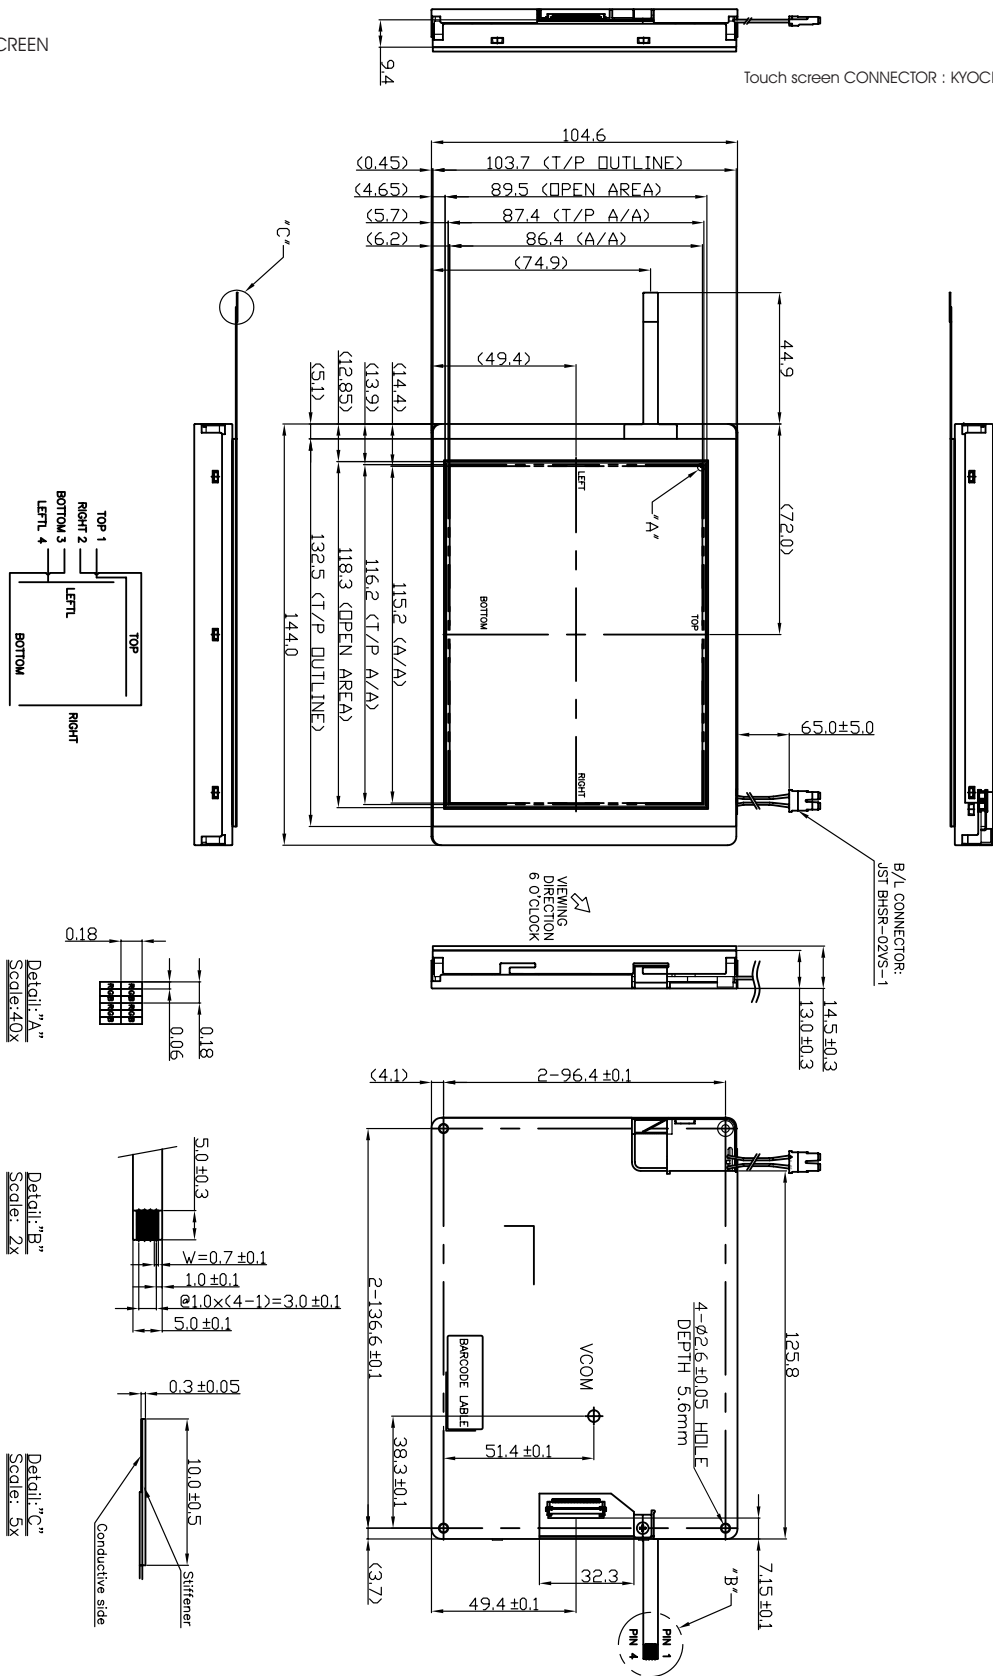 CREEN
9.4
Touch screen CONNECTOR : KYOC
104.6
(0.45)
103.7 (T/P OUTLINE)
(4.65)
89.5 (OPEN AREA)
(5.7)
87.4 (T/P A/A)
(6.2)
86.4 (A/A)
(74.9)
"C"
44.9
(49.4)
(5.1)
(12.85)
(13.9)
(14.4)
(72.0)
LEFT
"A"
TOP
BOTTOM
RIGHT
115.2 (A/A)
116.2 (T/P A/A)
118.3 (OPEN AREA)
132.5 (T/P OUTLINE)
144.0
65.0±5.0
TOP 1
RIGHT 2
BOTTOM 3
LEFTL 4
LEFTL
TOP
BOTTOM
RIGHT
B/L CONNECTOR:
JST BHSR-02VS-1
VIEWING
DIRECTION
6 O'CLOCK
14.5±0.3
13.0±0.3
0.18
RGB RGB
RGB RGB
0.18
0.06
Detail:"A"
Scale:40x
(4.1)
2-96.4±0.1
5.0±0.3
W=0.7±0.1
1.0±0.1
@1.0x(4-1)=3.0±0.1
5.0±0.1
Detail:"B"
Scale: 2x
2-136.6±0.1
125.8
4-Ø2.6±0.05 HOLE
DEPTH 5.6mm
VCOM
BARCODE LABLE
51.4±0.1
38.3±0.1
0.3±0.05
10.0±0.5
Stiffener
Conductive side
Detail:"C"
Scale: 5x
(3.7)
32.3
49.4±0.1
7.15±0.1
"B"
PIN 1
PIN 4